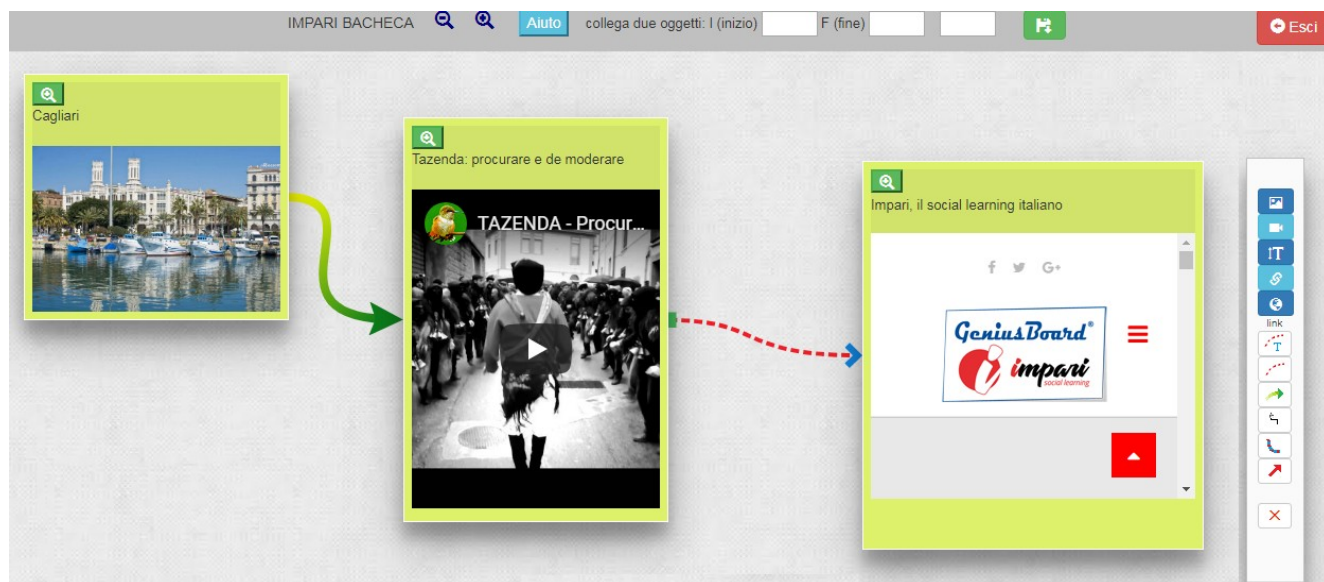 IMPARI BACHECA Aiuto collega due oggetti: I (inizio) F (fine) Esci
Cagliari
Tazenda: procurare e de moderare
TAZENDA - Procur...
Impari, il social learning italiano
f G+
GeniusBoard®
impari
social learning
T
link
T